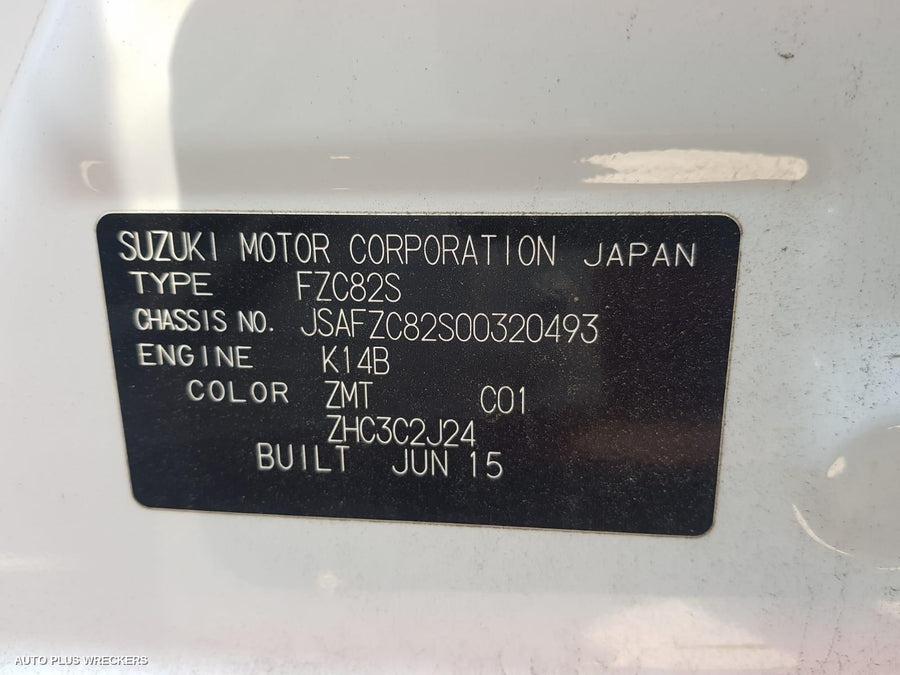 SUZUKI MOTOR CORPORATION JAPAN
TYPE FZC82S
CHASSIS NO. JSAFZC82S00320493
ENGINE K14B
COLOR ZMT C01
ZHC3C2J24
BUILT JUN 15
AUTO PLUS WRECKERS